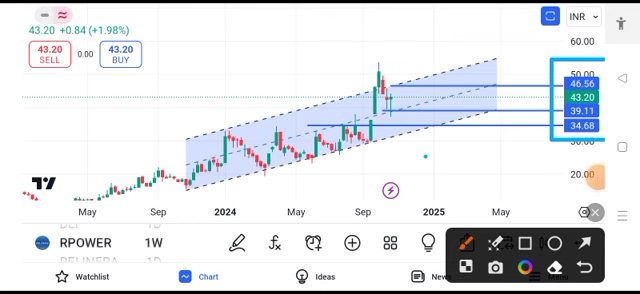 43.20 +0.84 (+1.98%)
INR
43.20 0.00 43.20
SELL BUY
60.00
50.00
46.56
43.20
39.11
34.68
30.00
20.00
May Sep 2024 May Sep 2025 May
RPOWER 1W
Watchlist Chart Ideas News